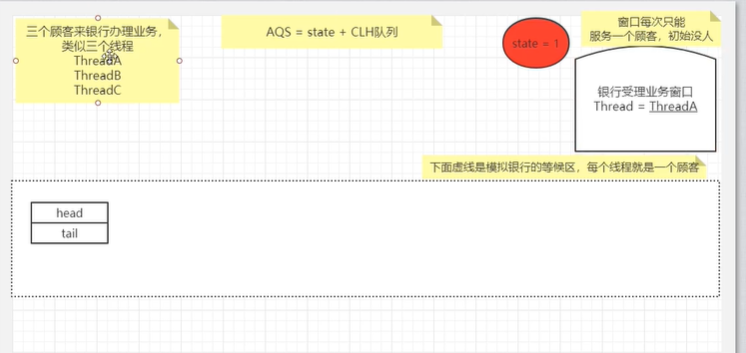 三个顾客来银行办理业务，
类似三个线程
ThreadA
ThreadB
ThreadC
AQS = state + CLH队列
state = 1
窗口每次只能
服务一个顾客，初始没人
银行受理业务窗口
Thread = ThreadA
下面虚线是模拟银行的等候区，每个线程就是一个顾客
head
tail